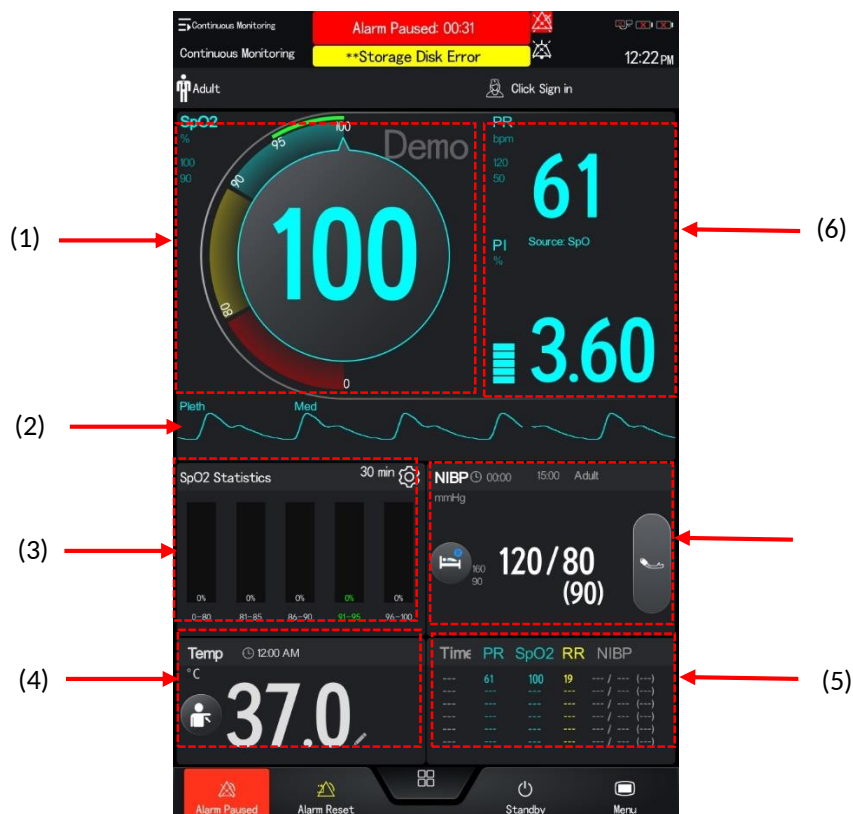 Continuous Monitoring
Alarm Paused: 00:31
Continuous Monitoring
**Storage Disk Error
12:22 PM
Adult
Click Sign in
SpO2
%
100
90
0
80
90
95
100
Demo
100
PR
bpm
120
50
61
PI
%
Source: SpO
3.60
(1)
(6)
Pleth
Med
(2)
SpO2 Statistics
30 min
0% 0% 0% 0% 0%
0-80 81-85 86-90 91-95 96-100
(3)
NIBP 00:00 15:00 Adult
mmHg
160
90
120/80
(90)
Temp 12:00 AM
°C
37.0
(4)
Time PR SpO2 RR NIBP
--- 61 100 19 --- / --- (---)
--- --- --- --- --- / --- (---)
--- --- --- --- --- / --- (---)
--- --- --- --- --- / --- (---)
--- --- --- --- --- / --- (---)
(5)
Alarm Paused
Alarm Reset
Standby
Menu